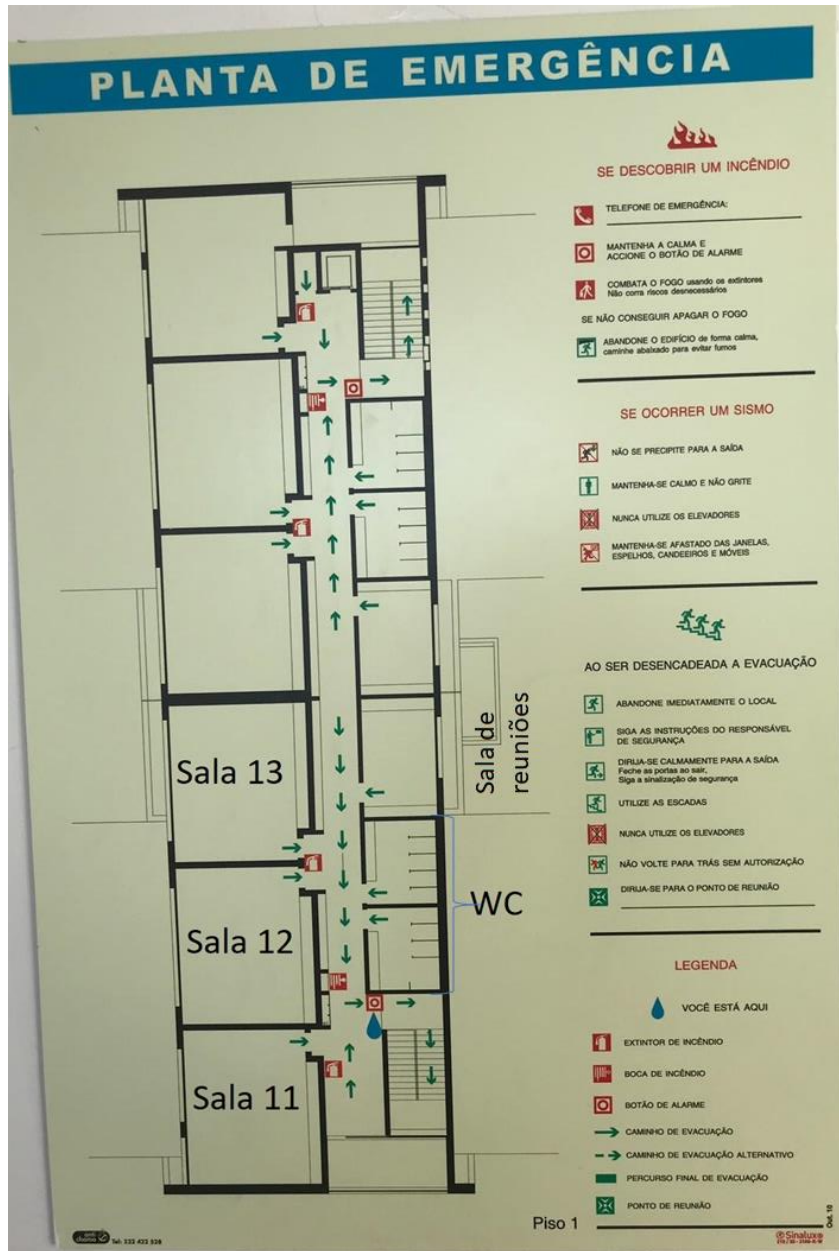 PLANTA DE EMERGÊNCIA
SE DESCOBRIR UM INCÊNDIO
TELEFONE DE EMERGÊNCIA:
MANTENHA A CALMA E
ACCIONE O BOTÃO DE ALARME
COMBATA O FOGO usando os extintores
Não corra riscos desnecessários
SE NÃO CONSEGUIR APAGAR O FOGO
ABANDONE O EDIFÍCIO de forma calma,
caminhe abaixado para evitar fumos
SE OCORRER UM SISMO
NÃO SE PRECIPITE PARA A SAÍDA
MANTENHA-SE CALMO E NÃO GRITE
NUNCA UTILIZE OS ELEVADORES
MANTENHA-SE AFASTADO DAS JANELAS,
ESPELHOS, CANDEEIROS E MÓVEIS
AO SER DESENCADEADA A EVACUAÇÃO
ABANDONE IMEDIATAMENTE O LOCAL
SIGA AS INSTRUÇÕES DO RESPONSÁVEL
DE SEGURANÇA
DIRIJA-SE CALMAMENTE PARA A SAÍDA
Feche as portas ao sair,
Siga a sinalização de segurança
UTILIZE AS ESCADAS
NUNCA UTILIZE OS ELEVADORES
NÃO VOLTE PARA TRÁS SEM AUTORIZAÇÃO
DIRIJA-SE PARA O PONTO DE REUNIÃO
LEGENDA
VOCÊ ESTÁ AQUI
EXTINTOR DE INCÊNDIO
BOCA DE INCÊNDIO
BOTÃO DE ALARME
CAMINHO DE EVACUAÇÃO
CAMINHO DE EVACUAÇÃO ALTERNATIVO
PERCURSO FINAL DE EVACUAÇÃO
PONTO DE REUNIÃO
Sala 13
Sala de
reuniões
Sala 12
WC
Sala 11
Piso 1
Sinalux
Out. 10